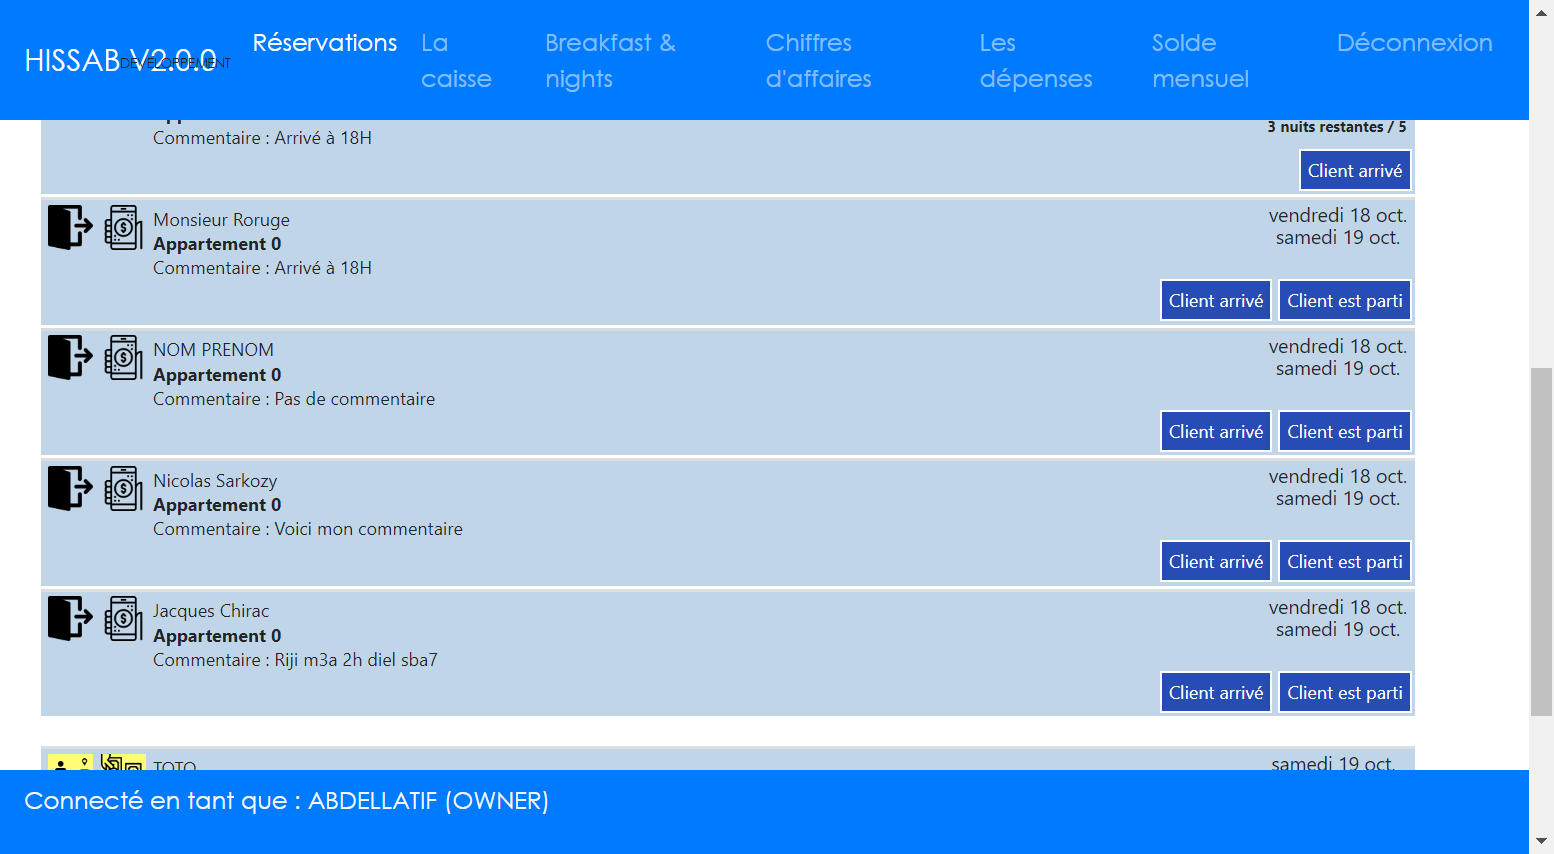 HISSAB V2.0.0
DEVELOPPEMENT
Réservations
La caisse
Breakfast & nights
Chiffres d'affaires
Les dépenses
Solde mensuel
Déconnexion
Commentaire : Arrivé à 18H
3 nuits restantes / 5
Client arrivé
Monsieur Roruge
Appartement 0
Commentaire : Arrivé à 18H
vendredi 18 oct.
samedi 19 oct.
Client arrivé Client est parti
NOM PRENOM
Appartement 0
Commentaire : Pas de commentaire
vendredi 18 oct.
samedi 19 oct.
Client arrivé Client est parti
Nicolas Sarkozy
Appartement 0
Commentaire : Voici mon commentaire
vendredi 18 oct.
samedi 19 oct.
Client arrivé Client est parti
Jacques Chirac
Appartement 0
Commentaire : Riji m3a 2h diel sba7
vendredi 18 oct.
samedi 19 oct.
Client arrivé Client est parti
TOTO
samedi 19 oct.
Connecté en tant que : ABDELLATIF (OWNER)